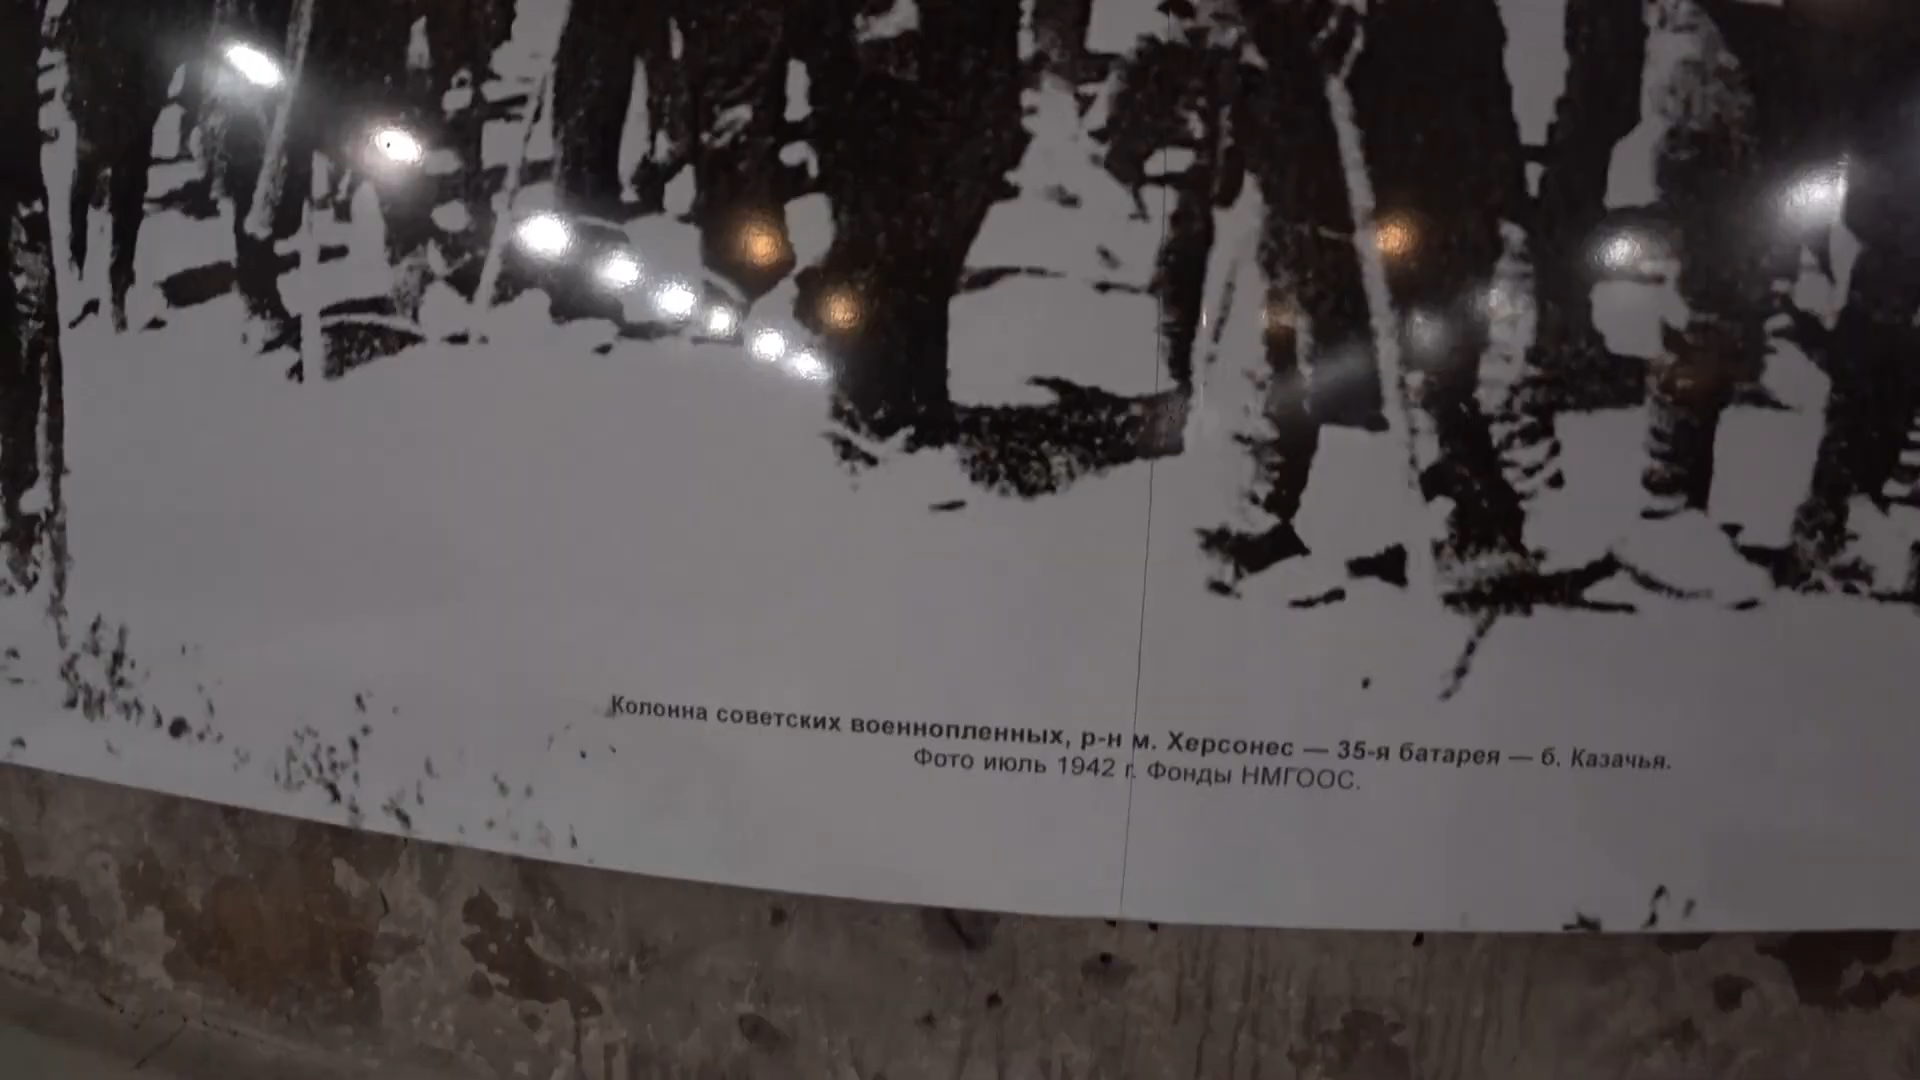 Колонна советских военнопленных, р-н м. Херсонес — 35-я батарея — б. Казачья.
Фото июль 1942 г. Фонды НМГООС.